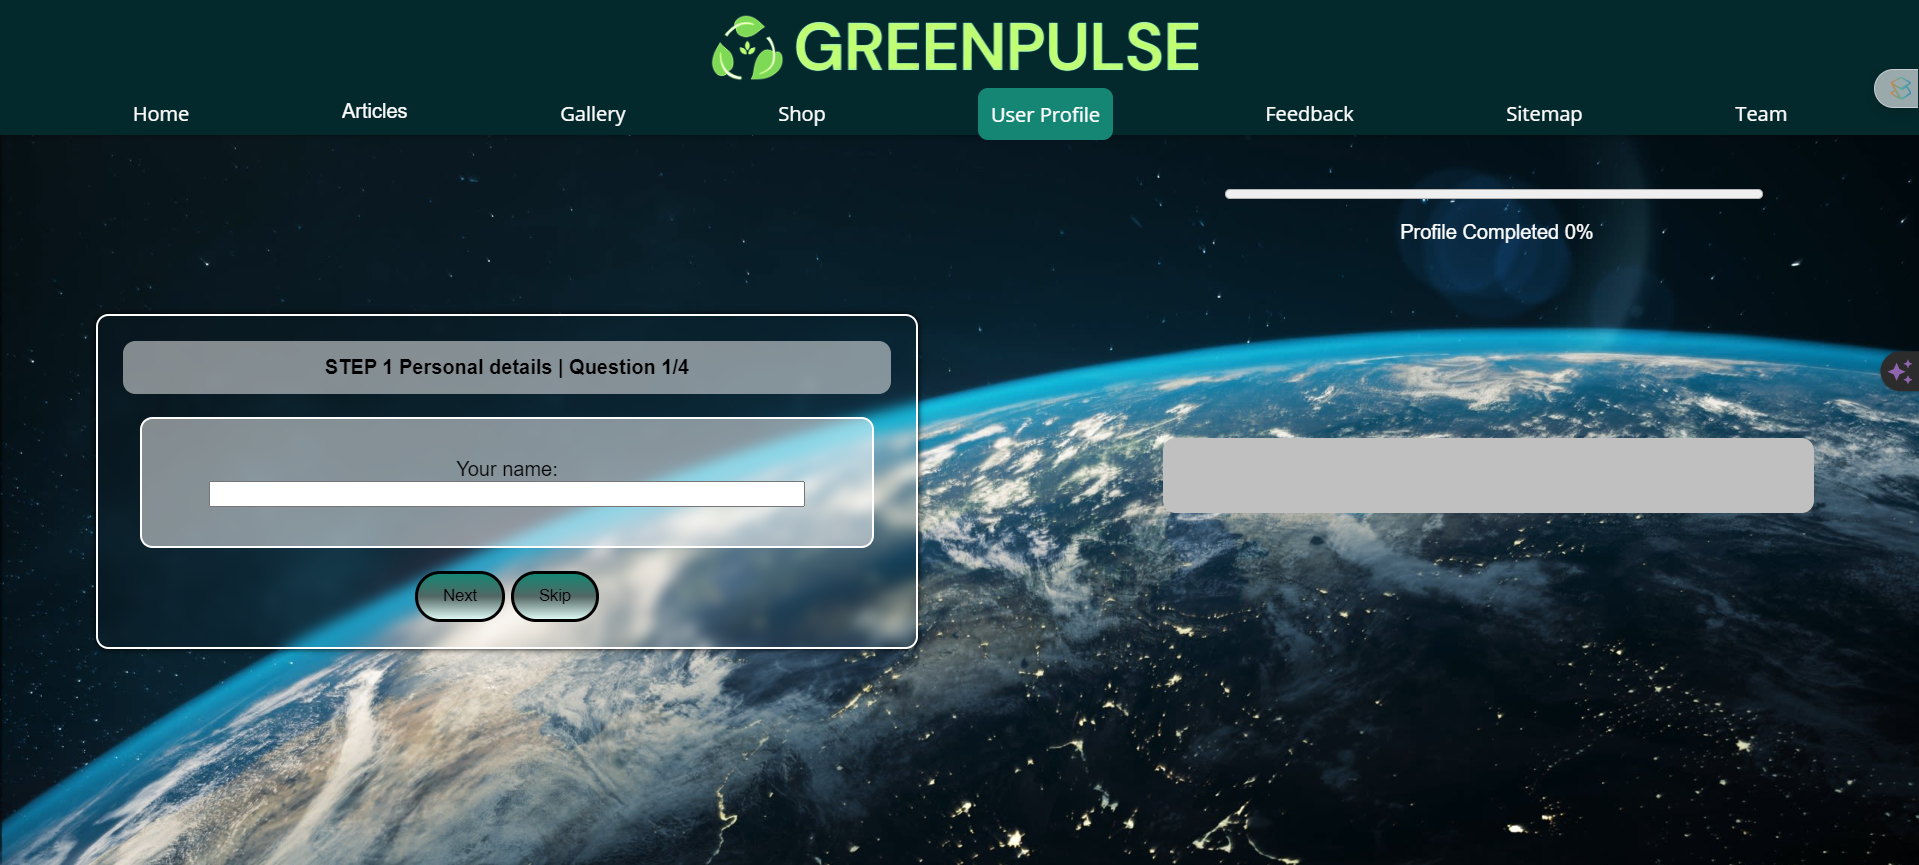 GREENPULSE
Home
Articles
Gallery
Shop
User Profile
Feedback
Sitemap
Team
Profile Completed 0%
STEP 1 Personal details | Question 1/4
Your name:
Next
Skip